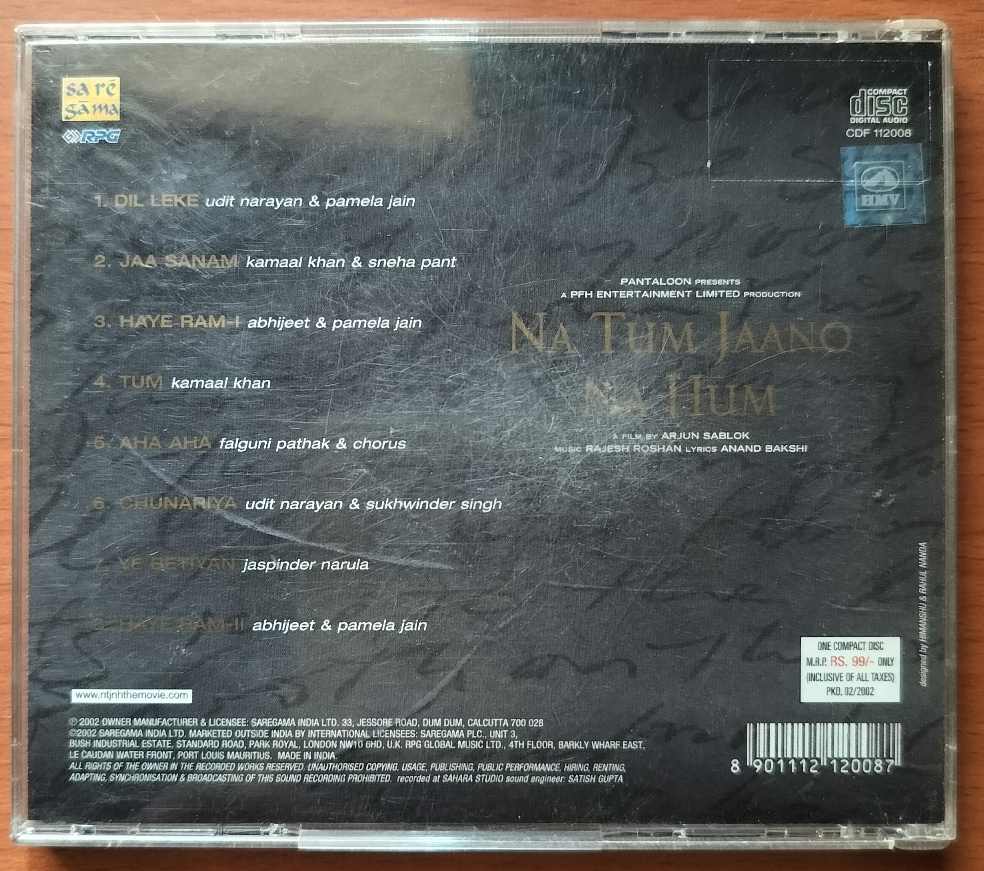 sa rē
gāma
RPG
COMPACT
disc
DIGITAL AUDIO
CDF 112008
HMV
1. DIL LEKE udit narayan & pamela jain
2. JAA SANAM kamaal khan & sneha pant
3. HAYE RAM-I abhijeet & pamela jain
4. TUM kamaal khan
5. AHA AHA falguni pathak & chorus
6. CHUNARIYA udit narayan & sukhwinder singh
7. YE BETIYAN jaspinder narula
8. HAYE RAM-II abhijeet & pamela jain
PANTALOON PRESENTS
A PFH ENTERTAINMENT LIMITED PRODUCTION
NA TUM JAANO
NA HUM
A FILM BY ARJUN SABLOK
MUSIC RAJESH ROSHAN LYRICS ANAND BAKSHI
designed by HIMANSHU & RAHUL NANDA
ONE COMPACT DISC
M.R.P. RS. 99/- ONLY
(INCLUSIVE OF ALL TAXES)
PKD. 02/2002
www.ntjnhthemovie.com
℗ 2002 OWNER MANUFACTURER & LICENSEE: SAREGAMA INDIA LTD. 33, JESSORE ROAD, DUM DUM, CALCUTTA 700 028
©2002 SAREGAMA INDIA LTD. MARKETED OUTSIDE INDIA BY INTERNATIONAL LICENSEES: SAREGAMA PLC., UNIT 3,
BUSH INDUSTRIAL ESTATE, STANDARD ROAD, PARK ROYAL, LONDON NW10 6HD, U.K. RPG GLOBAL MUSIC LTD., 4TH FLOOR, BARKLY WHARF EAST.
LE CAUDAN WATER FRONT, PORT LOUIS MAURITIUS. MADE IN INDIA.
ALL RIGHTS OF THE OWNER IN THE RECORDED WORKS RESERVED. UNAUTHORISED COPYING, USAGE, PUBLISHING, PUBLIC PERFORMANCE, HIRING, RENTING,
ADAPTING, SYNCHRONISATION & BROADCASTING OF THIS SOUND RECORDING PROHIBITED. recorded at SAHARA STUDIO sound engineer: SATISH GUPTA
8 901112 120087